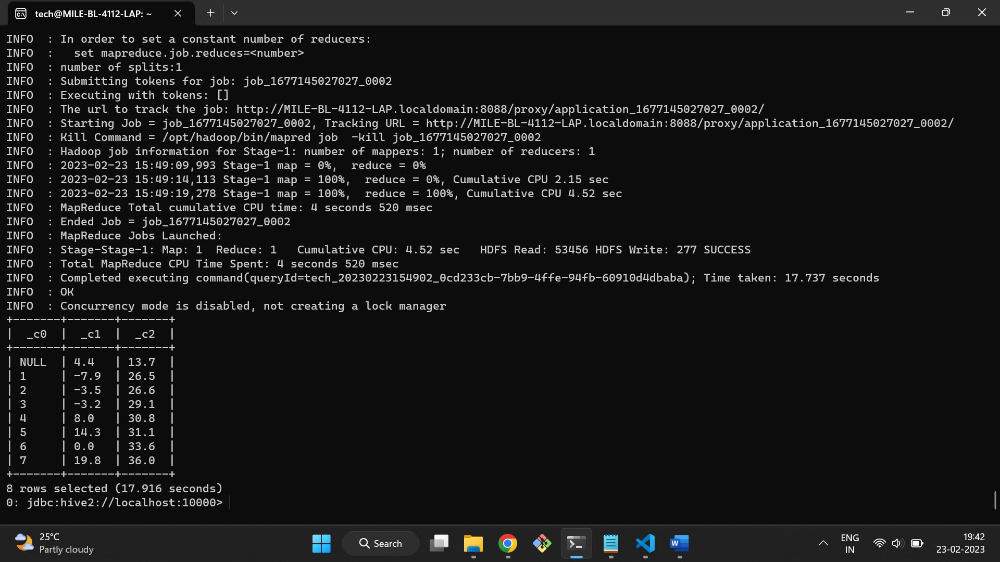 tech@MILE-BL-4112-LAP: ~
INFO  : In order to set a constant number of reducers:
INFO  :   set mapreduce.job.reduces=<number>
INFO  : number of splits:1
INFO  : Submitting tokens for job: job_1677145027027_0002
INFO  : Executing with tokens: []
INFO  : The url to track the job: http://MILE-BL-4112-LAP.localdomain:8088/proxy/application_1677145027027_0002/
INFO  : Starting Job = job_1677145027027_0002, Tracking URL = http://MILE-BL-4112-LAP.localdomain:8088/proxy/application_1677145027027_0002/
INFO  : Kill Command = /opt/hadoop/bin/mapred job  -kill job_1677145027027_0002
INFO  : Hadoop job information for Stage-1: number of mappers: 1; number of reducers: 1
INFO  : 2023-02-23 15:49:09,993 Stage-1 map = 0%,  reduce = 0%
INFO  : 2023-02-23 15:49:14,113 Stage-1 map = 100%,  reduce = 0%, Cumulative CPU 2.15 sec
INFO  : 2023-02-23 15:49:19,278 Stage-1 map = 100%,  reduce = 100%, Cumulative CPU 4.52 sec
INFO  : MapReduce Total cumulative CPU time: 4 seconds 520 msec
INFO  : Ended Job = job_1677145027027_0002
INFO  : MapReduce Jobs Launched:
INFO  : Stage-Stage-1: Map: 1  Reduce: 1   Cumulative CPU: 4.52 sec   HDFS Read: 53456 HDFS Write: 277 SUCCESS
INFO  : Total MapReduce CPU Time Spent: 4 seconds 520 msec
INFO  : Completed executing command(queryId=tech_20230223154902_0cd233cb-7bb9-4ffe-94fb-60910d4dbaba); Time taken: 17.737 seconds
INFO  : OK
INFO  : Concurrency mode is disabled, not creating a lock manager
+-------+-------+-------+
|  _c0  |  _c1  |  _c2  |
+-------+-------+-------+
| NULL  | 4.4   | 13.7  |
| 1     | -7.9  | 26.5  |
| 2     | -3.5  | 26.6  |
| 3     | -3.2  | 29.1  |
| 4     | 8.0   | 30.8  |
| 5     | 14.3  | 31.1  |
| 6     | 0.0   | 33.6  |
| 7     | 19.8  | 36.0  |
+-------+-------+-------+
8 rows selected (17.916 seconds)
0: jdbc:hive2://localhost:10000>
25°C
Partly cloudy
Search
ENG
IN
19:42
23-02-2023